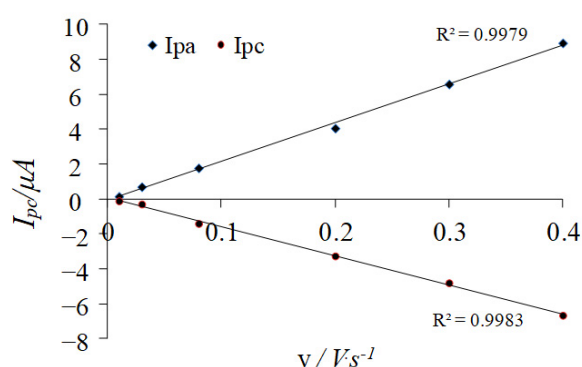 R² = 0.9979
Ipa Ipc
10
8
6
4
2
0
−2
−4
−6
−8
0 0.1 0.2 0.3 0.4
I_pc/μA
R² = 0.9983
v / V·s⁻¹